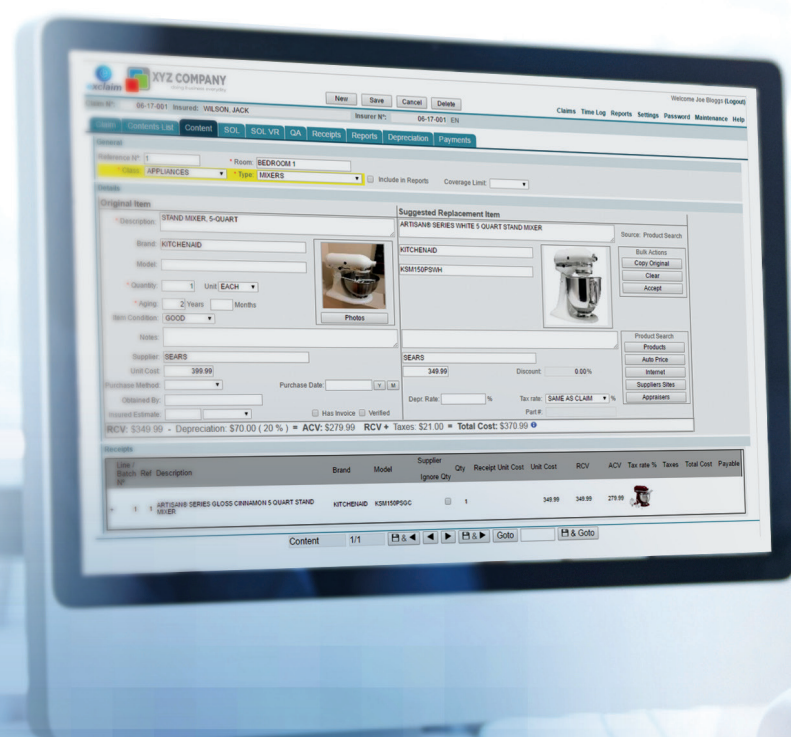 exclaim XYZ COMPANY
Welcome Joe Bloggs (Logout)
New Save Cancel Delete
Claim N°: 06-17-001 Insured: WILSON, JACK Insurer N°: 06-17-001 EN Claims Time Log Reports Settings Password Maintenance Help
Claim Contents List Content SOL SOL VR QA Receipts Reports Depreciation Payments
General
Reference N° 1 * Room: BEDROOM 1
* Class: APPLIANCES * Type: MIXERS Include in Reports Coverage Limit:
Details
Original Item Suggested Replacement Item
* Description: STAND MIXER, 5-QUART ARTISAN® SERIES WHITE 5 QUART STAND MIXER Source: Product Search
Brand: KITCHENAID KITCHENAID Bulk Actions
Copy Original
Model: KSM150PSWH Clear
* Quantity: 1 Unit EACH Accept
* Aging: 2 Years Months
Item Condition: GOOD Photos
Notes: Product Search
Products
Supplier: SEARS SEARS Auto Price
Unit Cost: 399.99 349.99 Discount: 0.00% Internet
Purchase Method: Purchase Date: Y M Suppliers Sites
Obtained By: Depr. Rate: % Tax rate: SAME AS CLAIM % Appraisers
Insured Estimate: Has Invoice Verified Part #:
RCV: $349.99 - Depreciation: $70.00 ( 20 % ) = ACV: $279.99 RCV + Taxes: $21.00 = Total Cost: $370.99
Receipts
Line / Batch N° Ref Description Brand Model Supplier Ignore Qty Qty Receipt Unit Cost Unit Cost RCV ACV Tax rate % Taxes Total Cost Payable
1 1 ARTISAN® SERIES GLOSS CINNAMON 5 QUART STAND MIXER KITCHENAID KSM150PSGC 1 349.99 349.99 279.99
Content 1/1 & & Goto & Goto